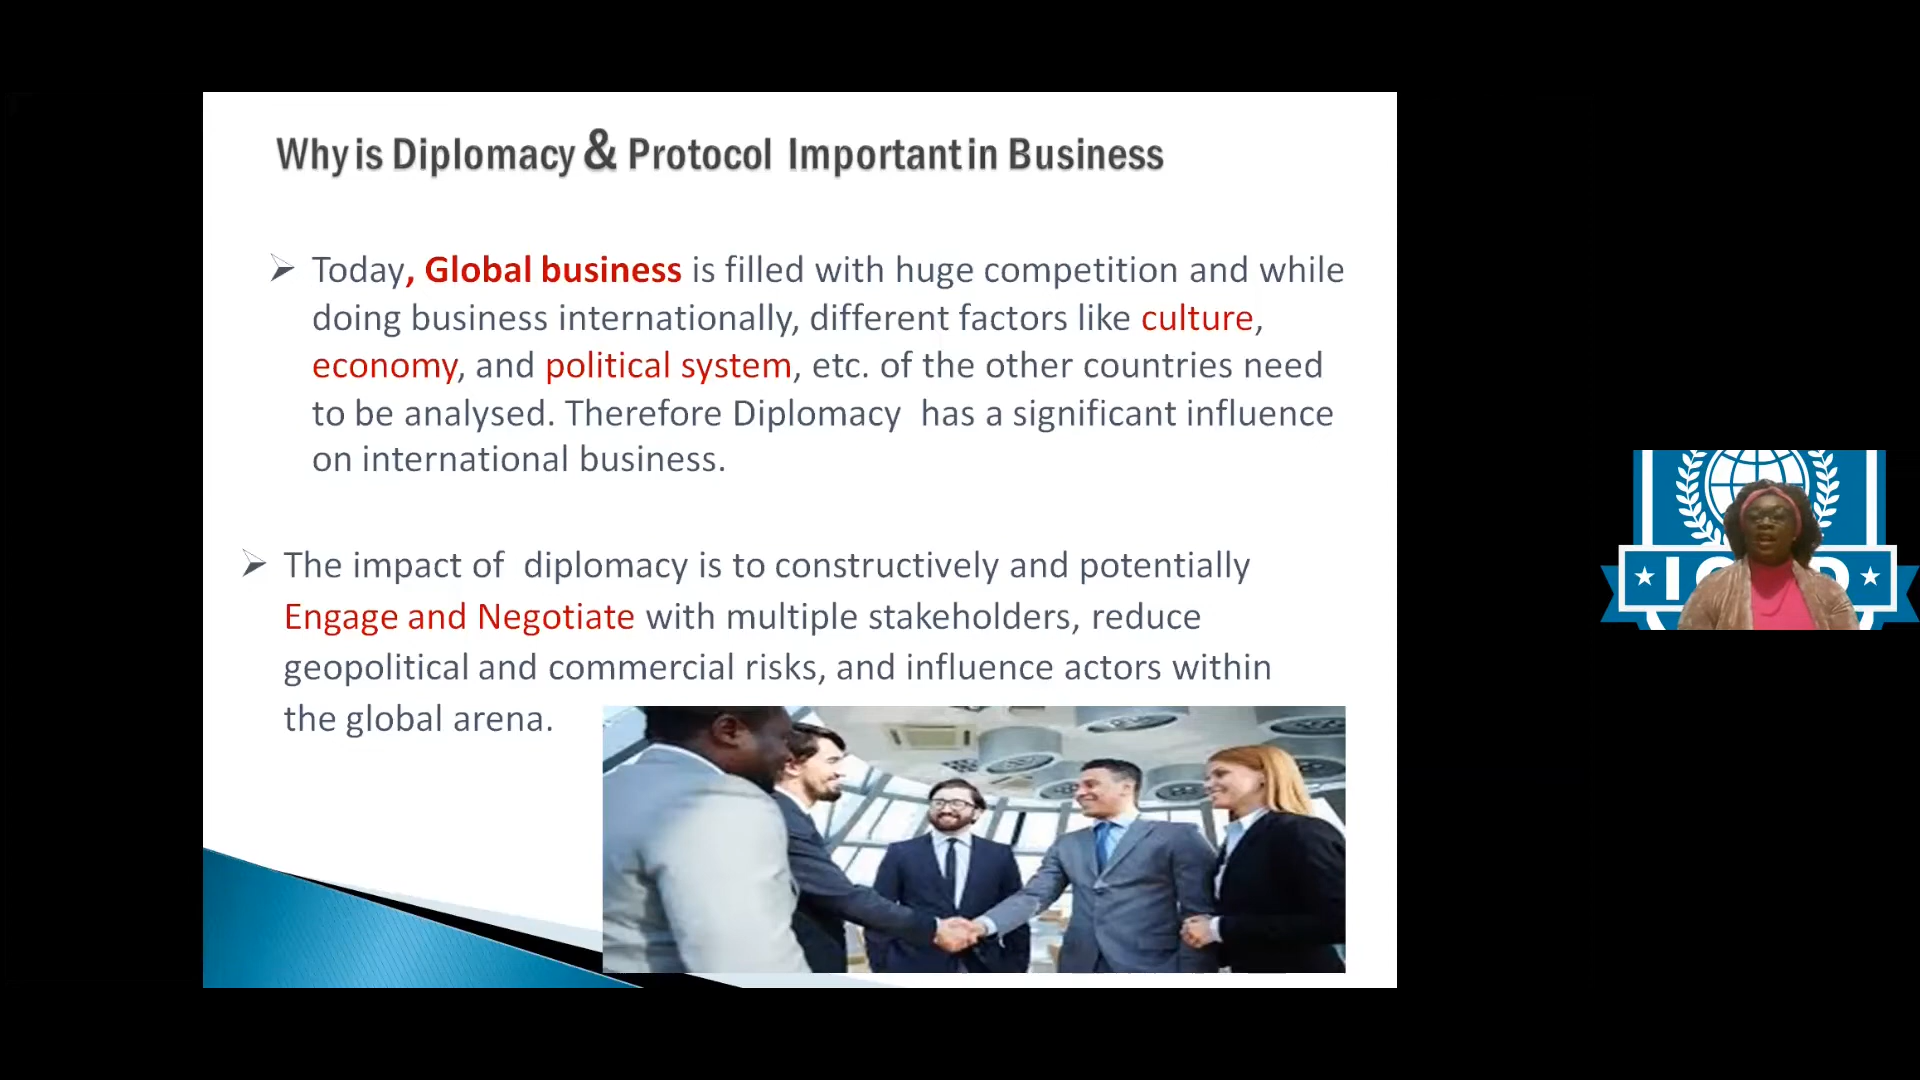 Why is Diplomacy & Protocol Important in Business
Today, Global business is filled with huge competition and while
doing business internationally, different factors like culture,
economy, and political system, etc. of the other countries need
to be analysed. Therefore Diplomacy has a significant influence
on international business.
The impact of diplomacy is to constructively and potentially
Engage and Negotiate with multiple stakeholders, reduce
geopolitical and commercial risks, and influence actors within
the global arena.